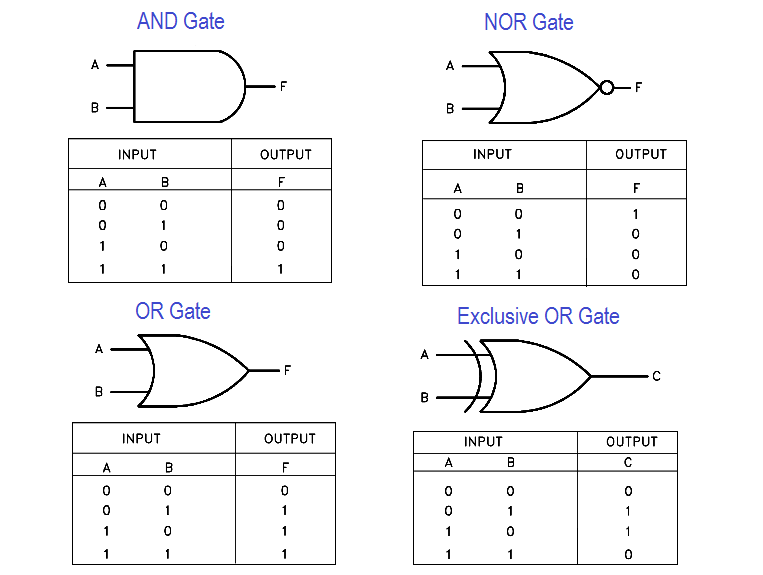 AND Gate
A
B
F
INPUT OUTPUT
A B F
0 0 0
0 1 0
1 0 0
1 1 1
NOR Gate
A
B
F
INPUT OUTPUT
A B F
0 0 1
0 1 0
1 0 0
1 1 0
OR Gate
A
B
F
INPUT OUTPUT
A B F
0 0 0
0 1 1
1 0 1
1 1 1
Exclusive OR Gate
A
B
C
INPUT OUTPUT
A B C
0 0 0
0 1 1
1 0 1
1 1 0